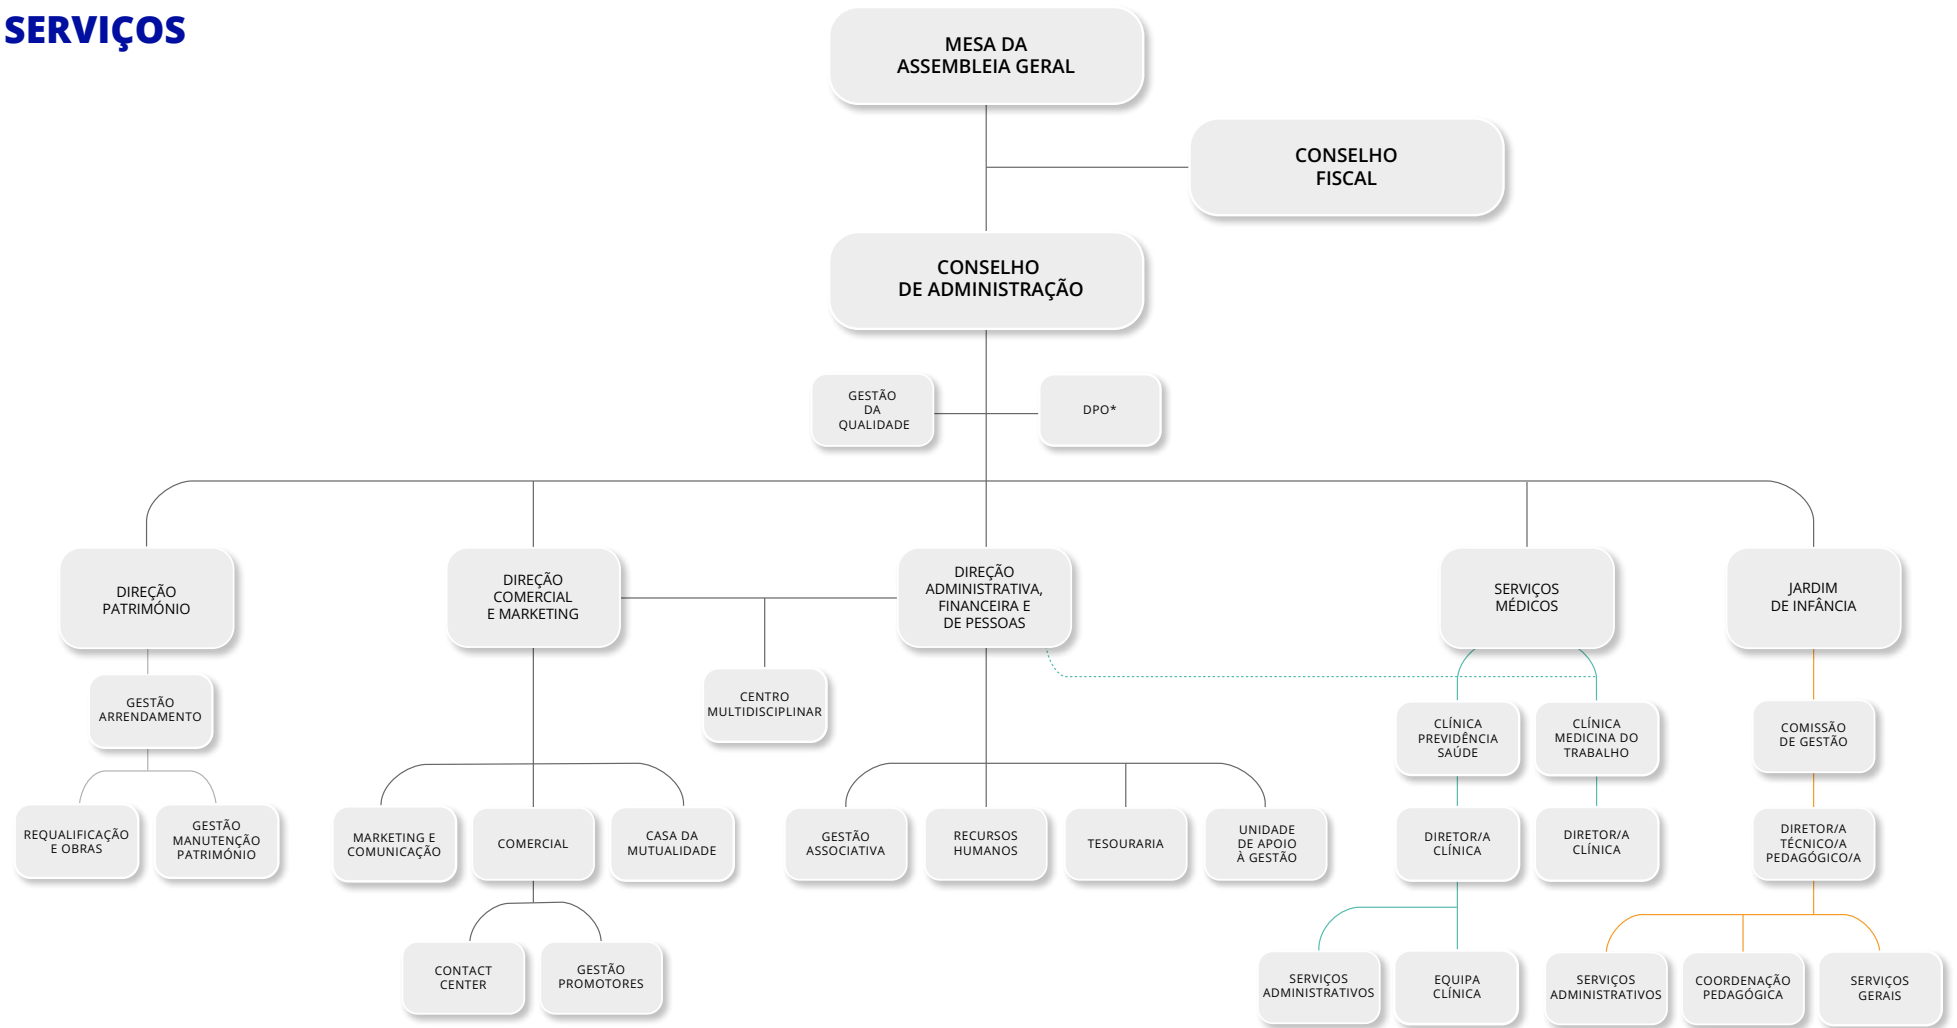 SERVIÇOS
MESA DA
ASSEMBLEIA GERAL
CONSELHO
FISCAL
CONSELHO
DE ADMINISTRAÇÃO
GESTÃO
DA
QUALIDADE
DPO*
DIREÇÃO
PATRIMÓNIO
DIREÇÃO
COMERCIAL
E MARKETING
DIREÇÃO
ADMINISTRATIVA,
FINANCEIRA E
DE PESSOAS
SERVIÇOS
MÉDICOS
JARDIM
DE INFÂNCIA
GESTÃO
ARRENDAMENTO
CENTRO
MULTIDISCIPLINAR
CLÍNICA
PREVIDÊNCIA
SAÚDE
CLÍNICA
MEDICINA DO
TRABALHO
COMISSÃO
DE GESTÃO
REQUALIFICAÇÃO
E OBRAS
GESTÃO
MANUTENÇÃO
PATRIMÓNIO
MARKETING E
COMUNICAÇÃO
COMERCIAL
CASA DA
MUTUALIDADE
GESTÃO
ASSOCIATIVA
RECURSOS
HUMANOS
TESOURARIA
UNIDADE
DE APOIO
À GESTÃO
DIRETOR/A
CLÍNICA
DIRETOR/A
CLÍNICA
DIRETOR/A
TÉCNICO/A
PEDAGÓGICO/A
CONTACT
CENTER
GESTÃO
PROMOTORES
SERVIÇOS
ADMINISTRATIVOS
EQUIPA
CLÍNICA
SERVIÇOS
ADMINISTRATIVOS
COORDENAÇÃO
PEDAGÓGICA
SERVIÇOS
GERAIS